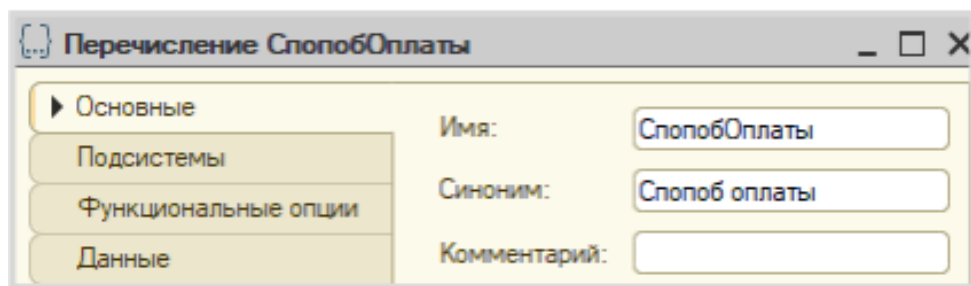 Перечисление СпопобОплаты
Основные
Подсистемы
Функциональные опции
Данные
Имя: СпопобОплаты
Синоним: Спопоб оплаты
Комментарий: